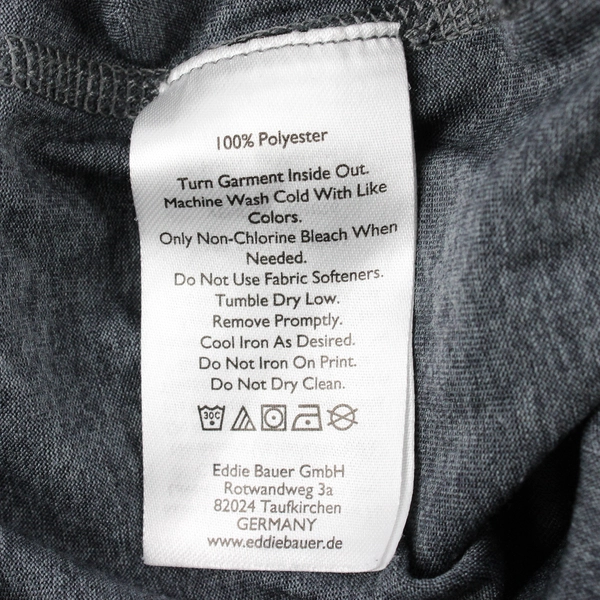 100% Polyester
Turn Garment Inside Out.
Machine Wash Cold With Like
Colors.
Only Non-Chlorine Bleach When
Needed.
Do Not Use Fabric Softeners.
Tumble Dry Low.
Remove Promptly.
Cool Iron As Desired.
Do Not Iron On Print.
Do Not Dry Clean.
30C
Eddie Bauer GmbH
Rotwandweg 3a
82024 Taufkirchen
GERMANY
www.eddiebauer.de